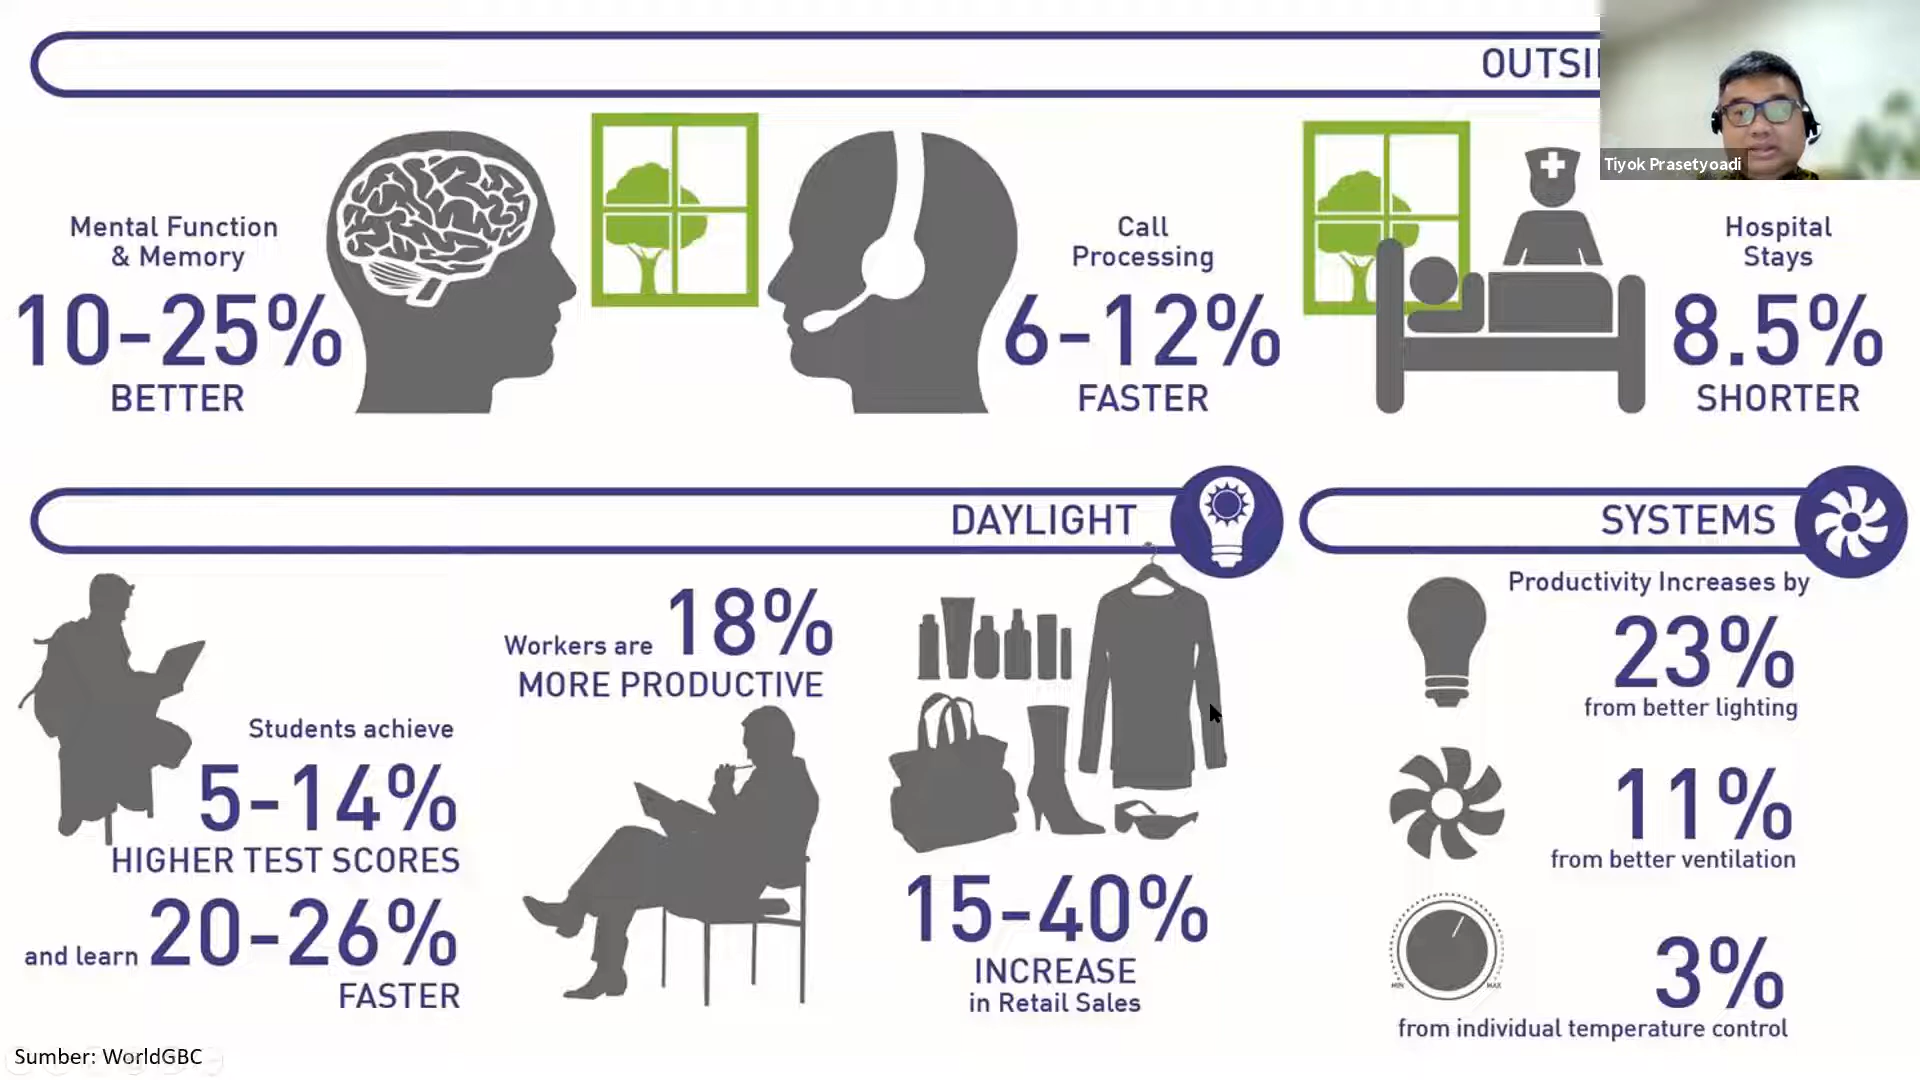 OUTSI
Tiyok Prasetyoadi
Mental Function
& Memory
10-25%
BETTER
Call
Processing
6-12%
FASTER
Hospital
Stays
8.5%
SHORTER
DAYLIGHT
SYSTEMS
Students achieve
5-14%
HIGHER TEST SCORES
and learn 20-26%
FASTER
Workers are 18%
MORE PRODUCTIVE
15-40%
INCREASE
in Retail Sales
Productivity Increases by
23%
from better lighting
11%
from better ventilation
MIN MAX
3%
from individual temperature control
Sumber: WorldGBC